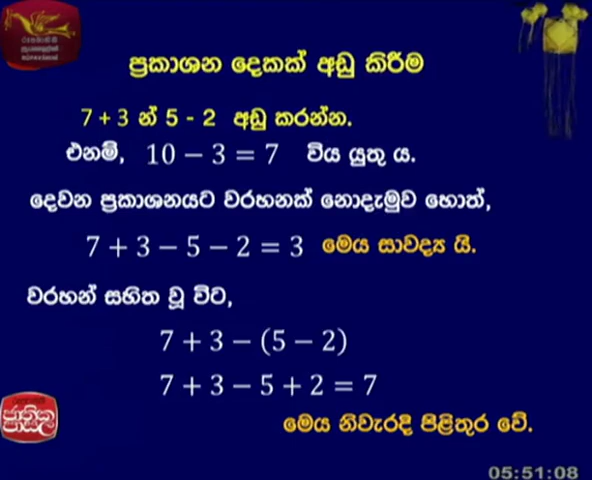 ප්‍රකාශන දෙකක් අඩු කිරීම
7 + 3 න් 5 - 2 අඩු කරන්න.
එනම්, 10 − 3 = 7 විය යුතු ය.
දෙවන ප්‍රකාශනයට වරහනක් නොදැමුව හොත්,
7 + 3 − 5 − 2 = 3 මෙය සාවද්‍ය යි.
වරහන් සහිත වූ විට,
7 + 3 − (5 − 2)
7 + 3 − 5 + 2 = 7
ජාතික
පාසල
මෙය නිවැරදි පිළිතුර වේ.
05:51:08